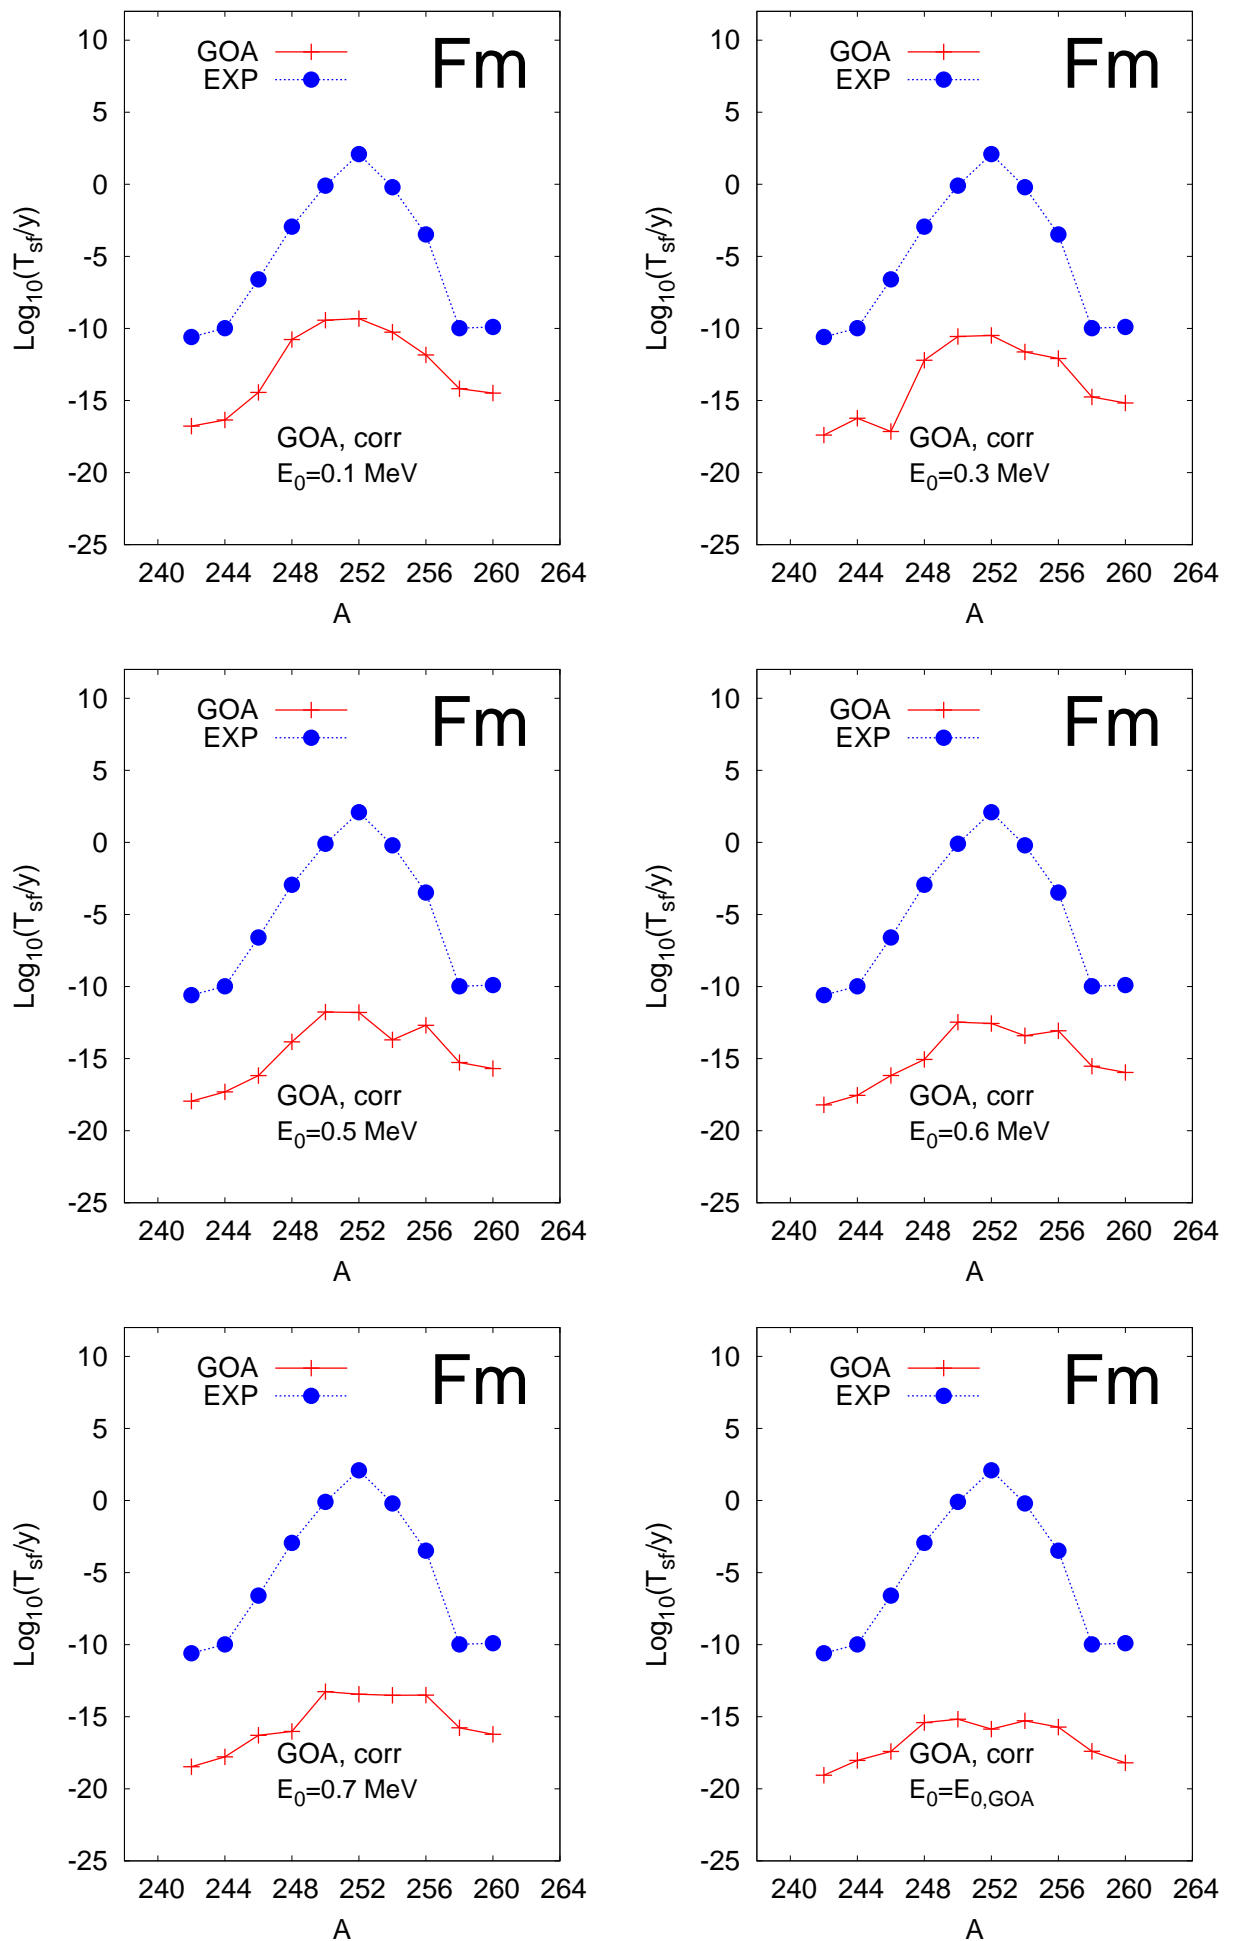 10
5
0
-5
-10
-15
-20
-25
240 244 248 252 256 260 264
Log10(Tsf/y)
A
GOA
EXP
Fm
GOA, corr
E0=0.1 MeV
10
5
0
-5
-10
-15
-20
-25
240 244 248 252 256 260 264
Log10(Tsf/y)
A
GOA
EXP
Fm
GOA, corr
E0=0.3 MeV
10
5
0
-5
-10
-15
-20
-25
240 244 248 252 256 260 264
Log10(Tsf/y)
A
GOA
EXP
Fm
GOA, corr
E0=0.5 MeV
10
5
0
-5
-10
-15
-20
-25
240 244 248 252 256 260 264
Log10(Tsf/y)
A
GOA
EXP
Fm
GOA, corr
E0=0.6 MeV
10
5
0
-5
-10
-15
-20
-25
240 244 248 252 256 260 264
Log10(Tsf/y)
A
GOA
EXP
Fm
GOA, corr
E0=0.7 MeV
10
5
0
-5
-10
-15
-20
-25
240 244 248 252 256 260 264
Log10(Tsf/y)
A
GOA
EXP
Fm
GOA, corr
E0=E0,GOA